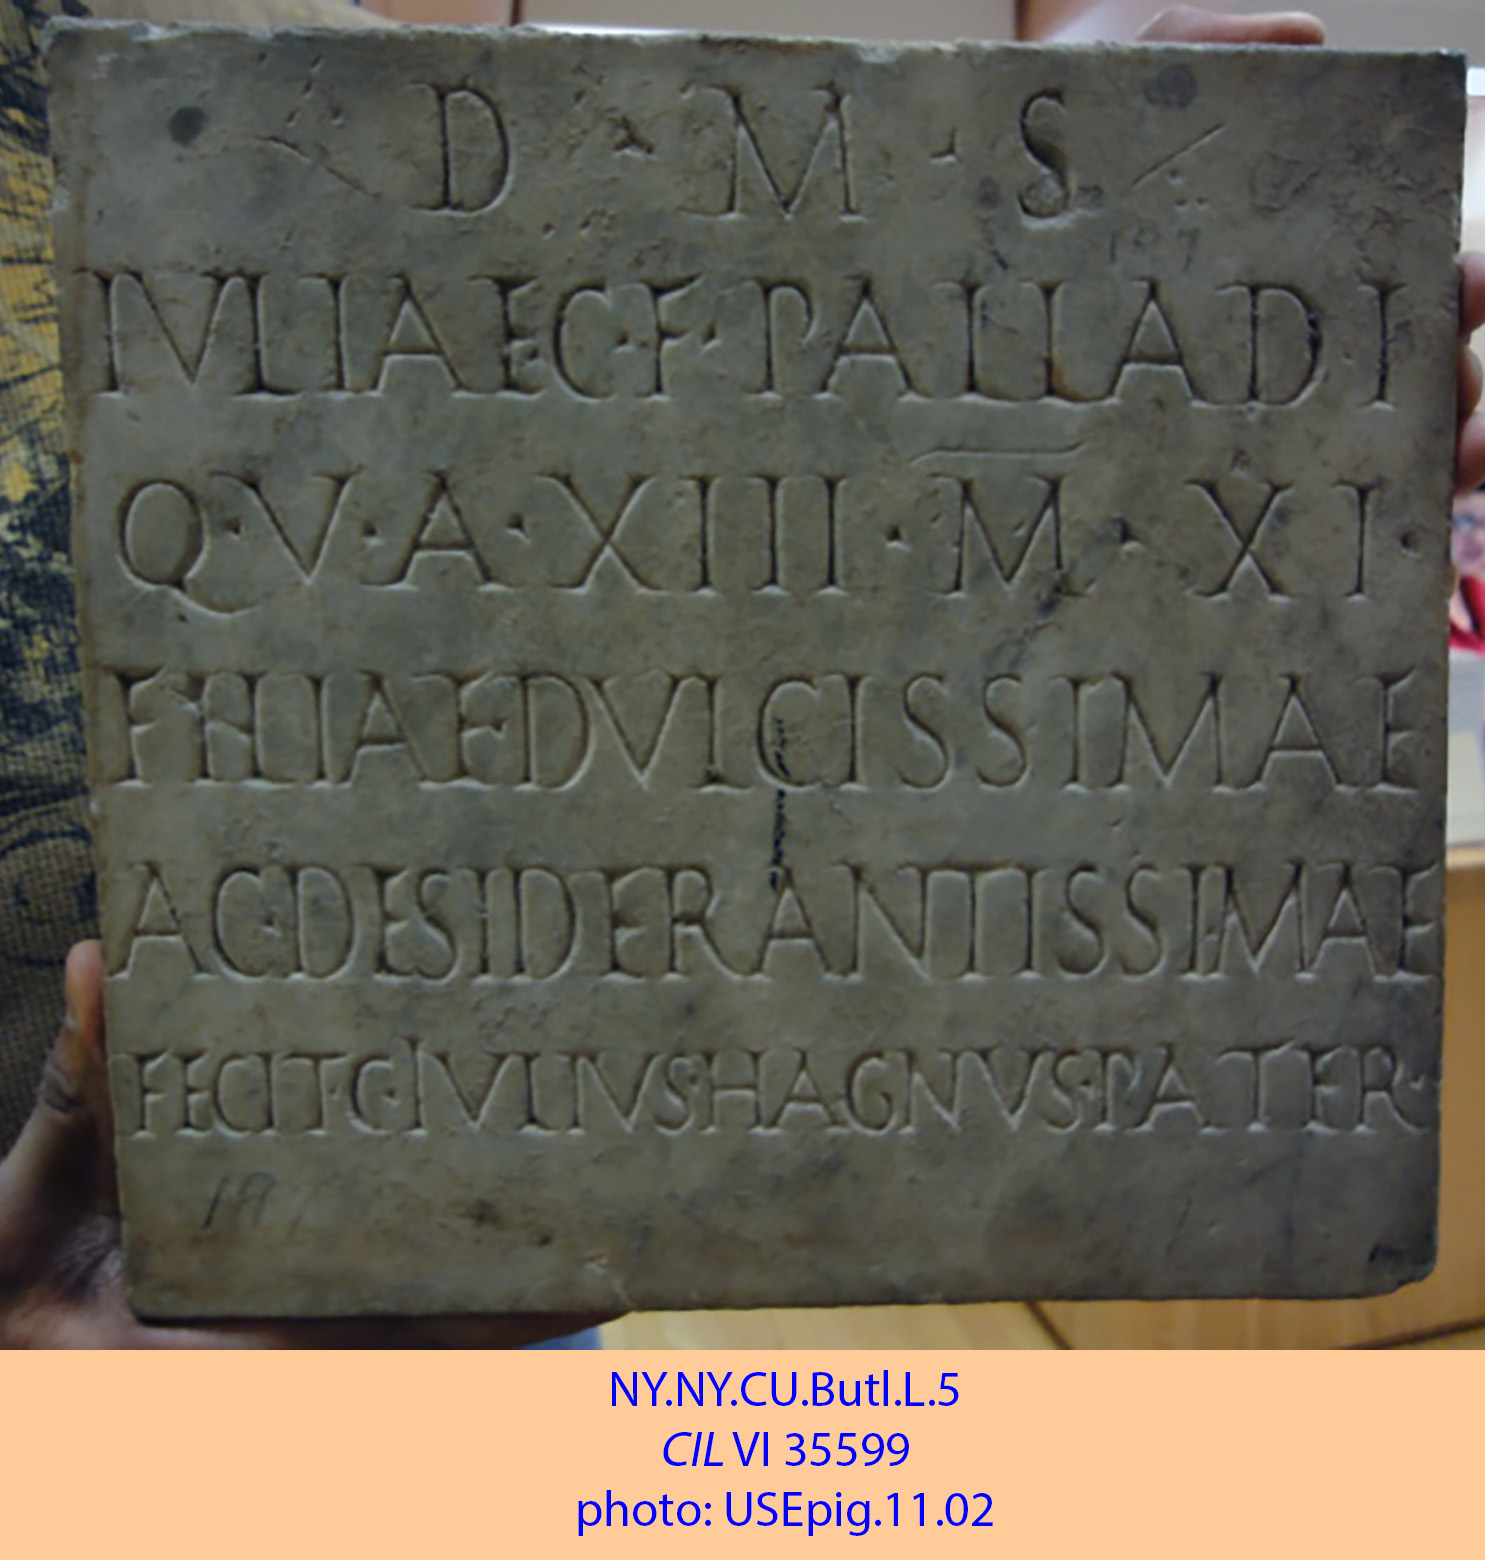 D · M · S
IVLIAE · C · F · PALLADI
Q · V · A · XIII · M · XI ·
FILIAE DVLCISSIMAE
AC · DESIDERANTISSIMAE
FECIT · C · IVLIVS · HAGNVS · PATER ·
NY.NY.CU.Butl.L.5
CIL VI 35599
photo: USEpig.11.02